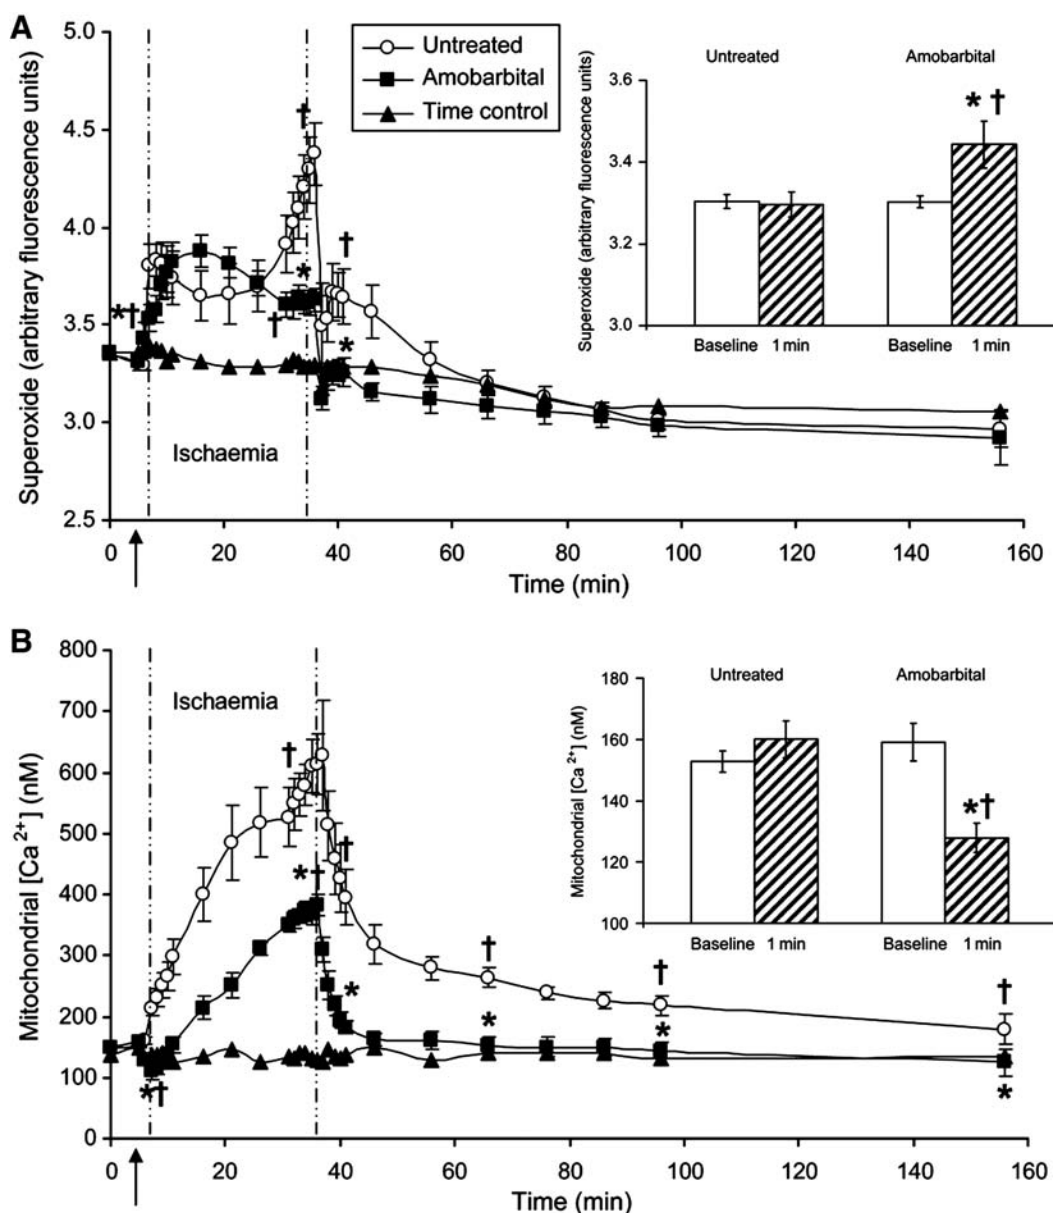 A
Superoxide (arbitrary fluorescence units)
5.0
4.5
4.0
3.5
3.0
2.5
Untreated
Amobarbital
Time control
†
†
*
*†
†
*
Ischaemia
0 20 40 60 80 100 120 140 160
Time (min)
Superoxide (arbitrary fluorescence units)
3.6
3.4
3.2
3.0
Untreated Amobarbital
*†
Baseline 1 min Baseline 1 min
B
Mitochondrial [Ca 2+] (nM)
800
700
600
500
400
300
200
100
0
Ischaemia
†
†
*†
*
†
*
†
*
†
*
*†
0 20 40 60 80 100 120 140 160
Time (min)
Mitochondrial [Ca 2+] (nM)
180
160
140
120
100
Untreated Amobarbital
*†
Baseline 1 min Baseline 1 min